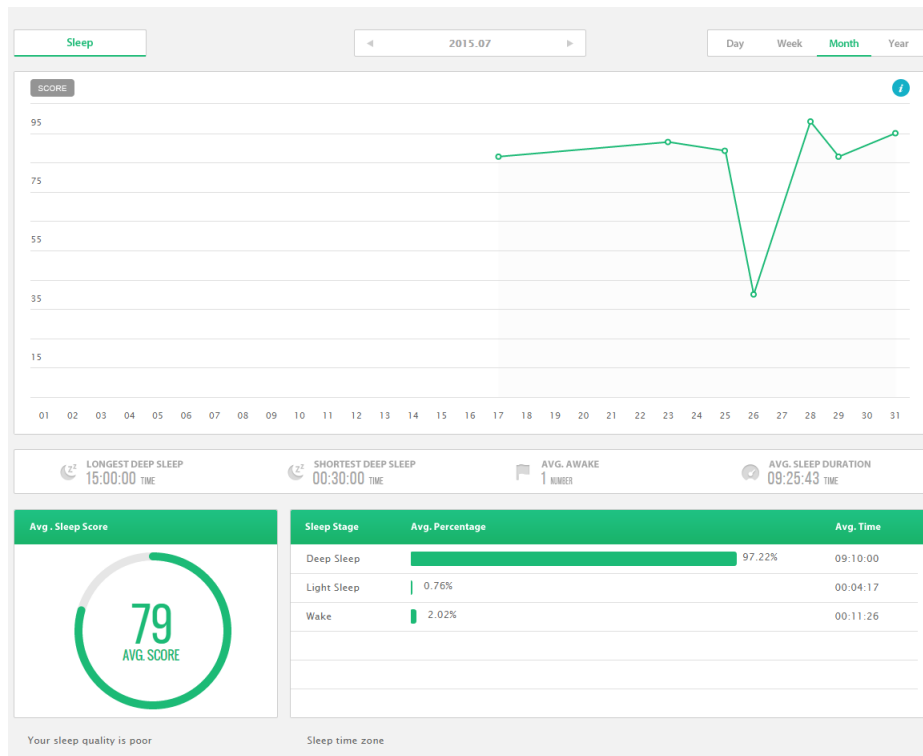 Sleep
2015.07
Day Week Month Year
SCORE
i
95
75
55
35
15
01 02 03 04 05 06 07 08 09 10 11 12 13 14 15 16 17 18 19 20 21 22 23 24 25 26 27 28 29 30 31
LONGEST DEEP SLEEP
15:00:00 TIME
SHORTEST DEEP SLEEP
00:30:00 TIME
AVG. AWAKE
1 NUMBER
AVG. SLEEP DURATION
09:25:43 TIME
Avg . Sleep Score
79
AVG. SCORE
Sleep Stage Avg. Percentage Avg. Time
Deep Sleep 97.22% 09:10:00
Light Sleep 0.76% 00:04:17
Wake 2.02% 00:11:26
Your sleep quality is poor
Sleep time zone